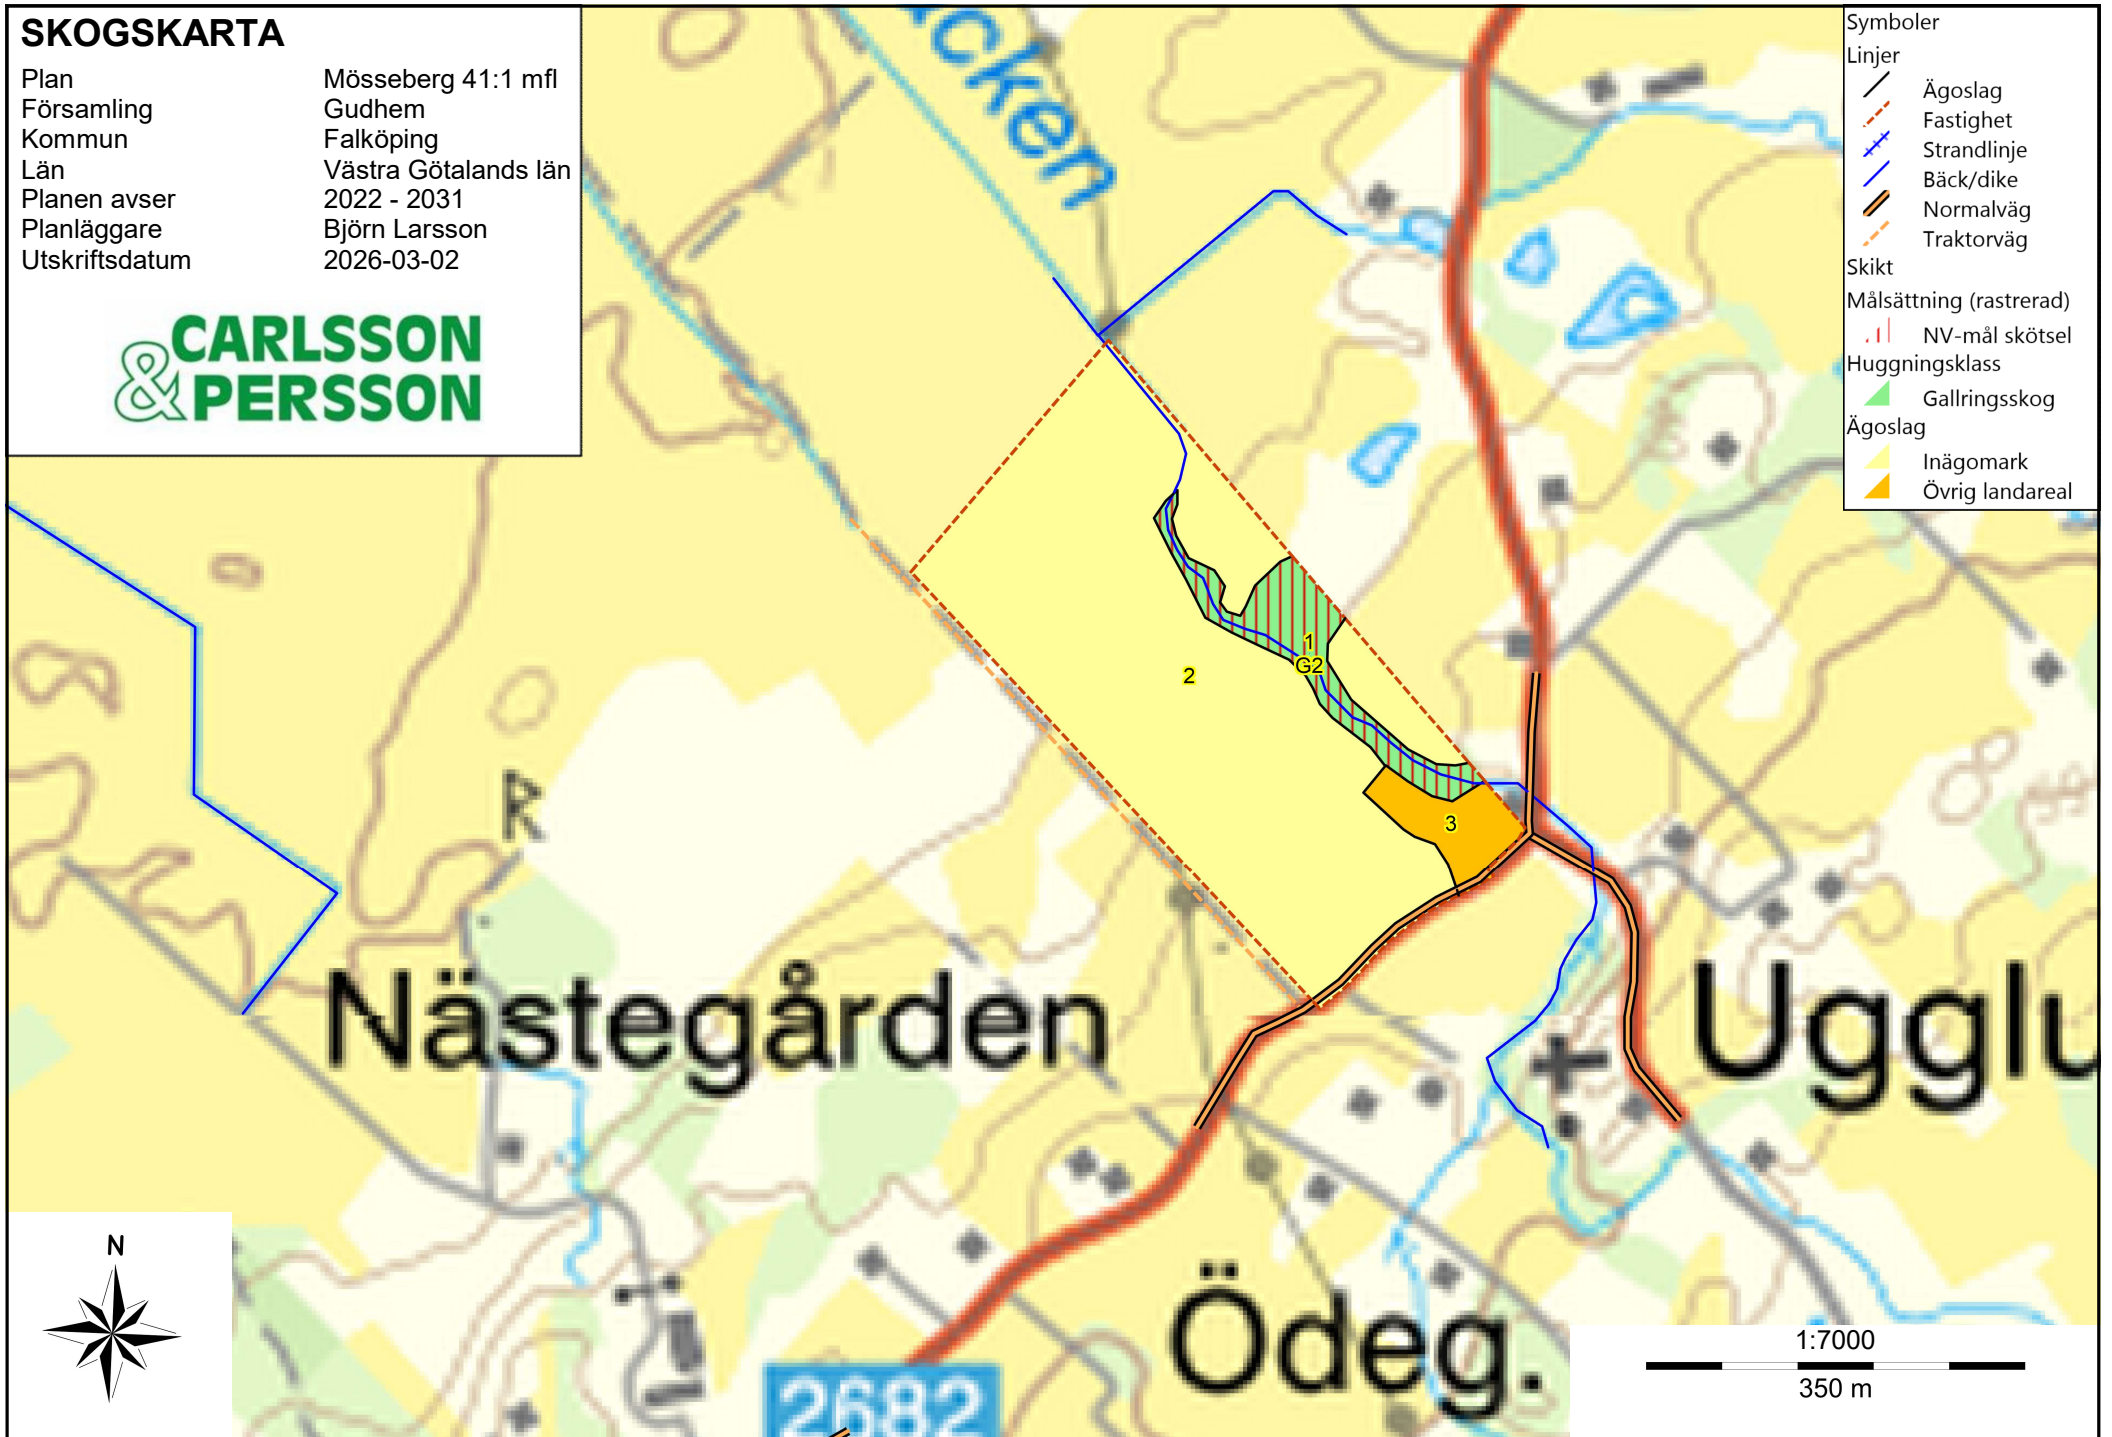 SKOGSKARTA
Plan Mösseberg 41:1 mfl
Församling Gudhem
Kommun Falköping
Län Västra Götalands län
Planen avser 2022 - 2031
Planläggare Björn Larsson
Utskriftsdatum 2026-03-02
CARLSSON
& PERSSON
Symboler
Linjer
Ägoslag
Fastighet
Strandlinje
Bäck/dike
Normalväg
Traktorväg
Skikt
Målsättning (rastrerad)
NV-mål skötsel
Huggningsklass
Gallringsskog
Ägoslag
Inägomark
Övrig landareal
äcken
1
G2
2
3
R
Nästegården
Ugglu
Ödeg.
2682
N
1:7000
350 m